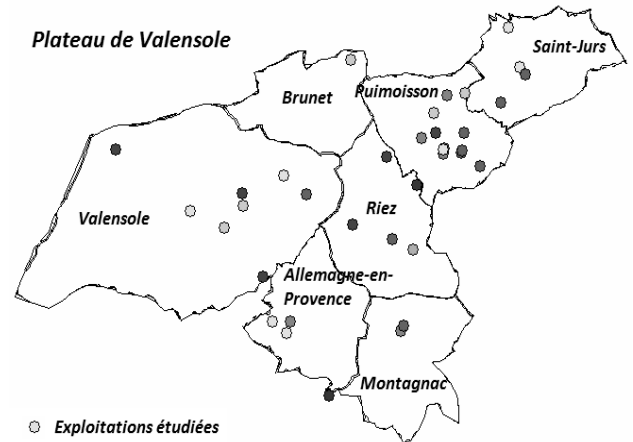 Plateau de Valensole
Saint-Jurs
Brunet
Puimoisson
Valensole
Riez
Allemagne-en-
Provence
Montagnac
Exploitations étudiées